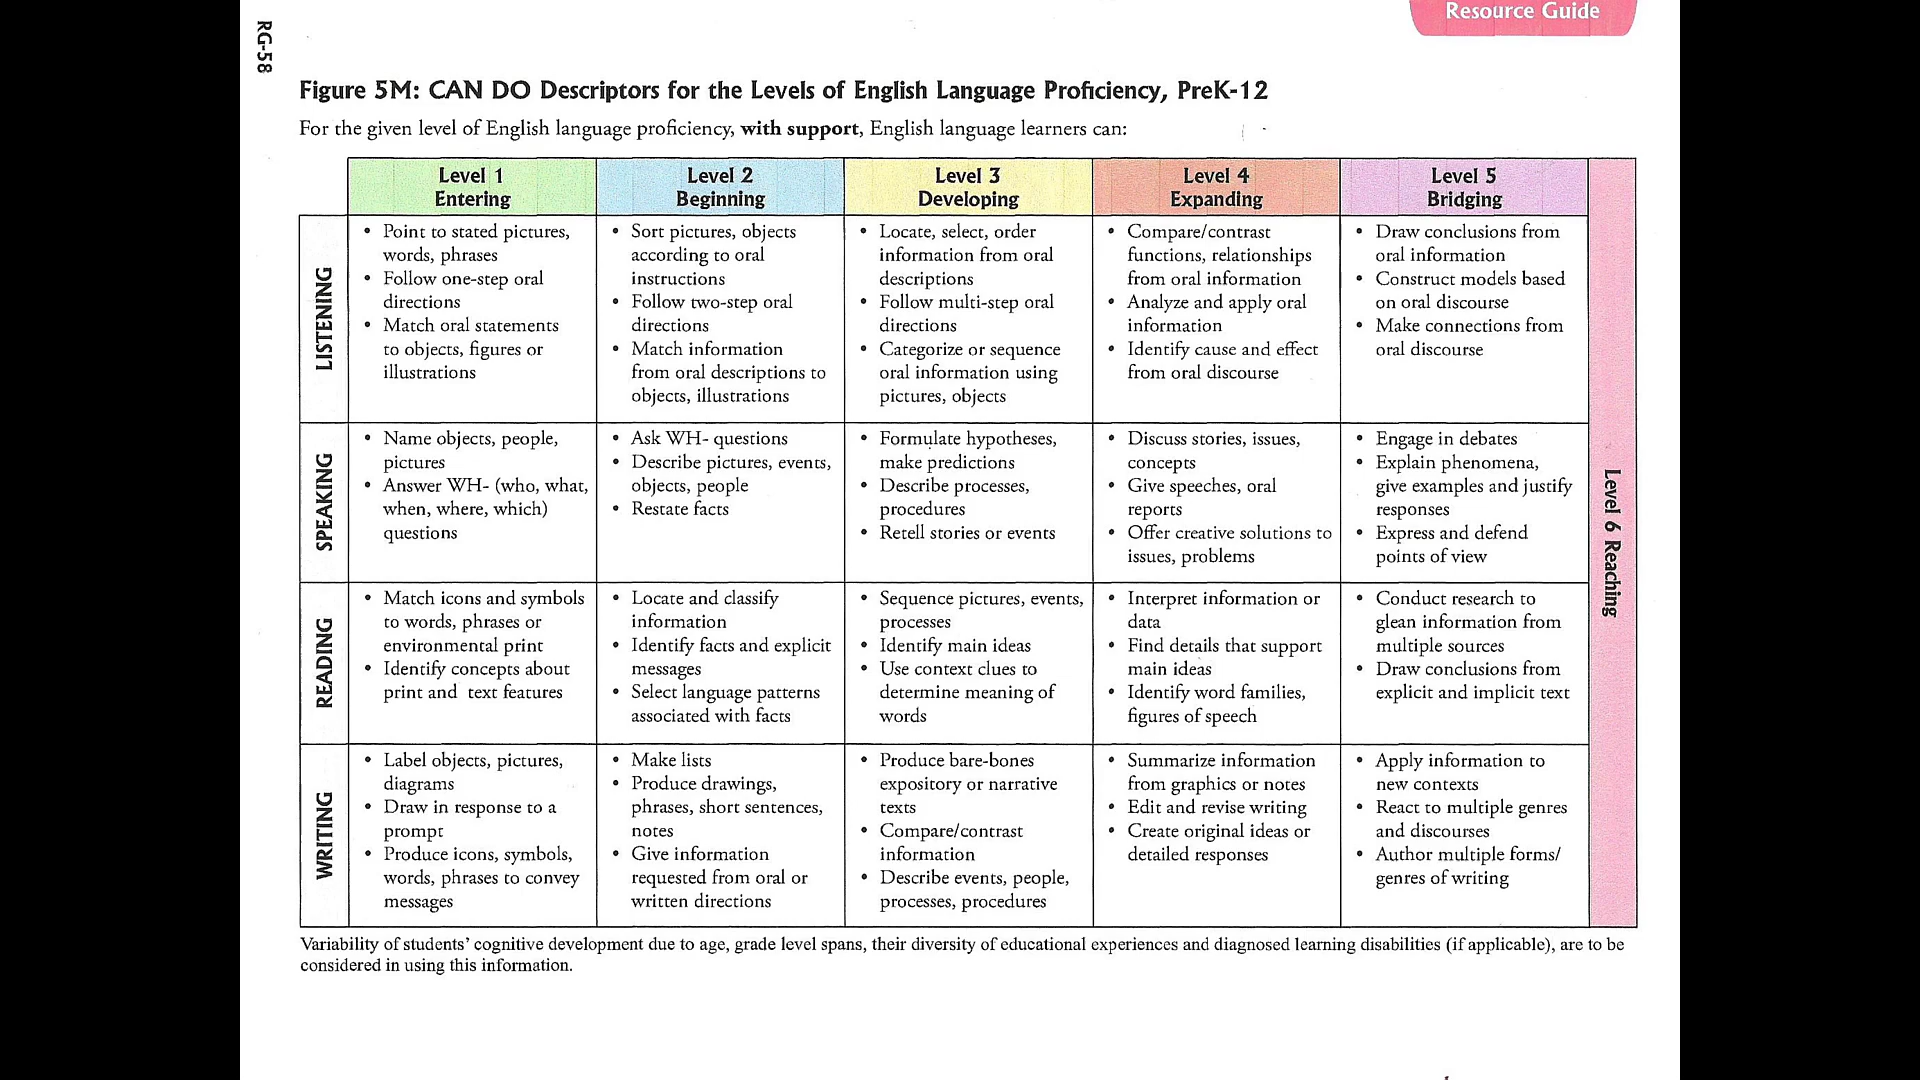 Resource Guide
RG-58
Figure 5M: CAN DO Descriptors for the Levels of English Language Proficiency, PreK-12
For the given level of English language proficiency, with support, English language learners can:
Level 1
Entering
Level 2
Beginning
Level 3
Developing
Level 4
Expanding
Level 5
Bridging
Level 6 Reaching
LISTENING
• Point to stated pictures,
words, phrases
• Follow one-step oral
directions
• Match oral statements
to objects, figures or
illustrations
• Sort pictures, objects
according to oral
instructions
• Follow two-step oral
directions
• Match information
from oral descriptions to
objects, illustrations
• Locate, select, order
information from oral
descriptions
• Follow multi-step oral
directions
• Categorize or sequence
oral information using
pictures, objects
• Compare/contrast
functions, relationships
from oral information
• Analyze and apply oral
information
• Identify cause and effect
from oral discourse
• Draw conclusions from
oral information
• Construct models based
on oral discourse
• Make connections from
oral discourse
SPEAKING
• Name objects, people,
pictures
• Answer WH- (who, what,
when, where, which)
questions
• Ask WH- questions
• Describe pictures, events,
objects, people
• Restate facts
• Formulate hypotheses,
make predictions
• Describe processes,
procedures
• Retell stories or events
• Discuss stories, issues,
concepts
• Give speeches, oral
reports
• Offer creative solutions to
issues, problems
• Engage in debates
• Explain phenomena,
give examples and justify
responses
• Express and defend
points of view
READING
• Match icons and symbols
to words, phrases or
environmental print
• Identify concepts about
print and text features
• Locate and classify
information
• Identify facts and explicit
messages
• Select language patterns
associated with facts
• Sequence pictures, events,
processes
• Identify main ideas
• Use context clues to
determine meaning of
words
• Interpret information or
data
• Find details that support
main ideas
• Identify word families,
figures of speech
• Conduct research to
glean information from
multiple sources
• Draw conclusions from
explicit and implicit text
WRITING
• Label objects, pictures,
diagrams
• Draw in response to a
prompt
• Produce icons, symbols,
words, phrases to convey
messages
• Make lists
• Produce drawings,
phrases, short sentences,
notes
• Give information
requested from oral or
written directions
• Produce bare-bones
expository or narrative
texts
• Compare/contrast
information
• Describe events, people,
processes, procedures
• Summarize information
from graphics or notes
• Edit and revise writing
• Create original ideas or
detailed responses
• Apply information to
new contexts
• React to multiple genres
and discourses
• Author multiple forms/
genres of writing
Variability of students' cognitive development due to age, grade level spans, their diversity of educational experiences and diagnosed learning disabilities (if applicable), are to be
considered in using this information.